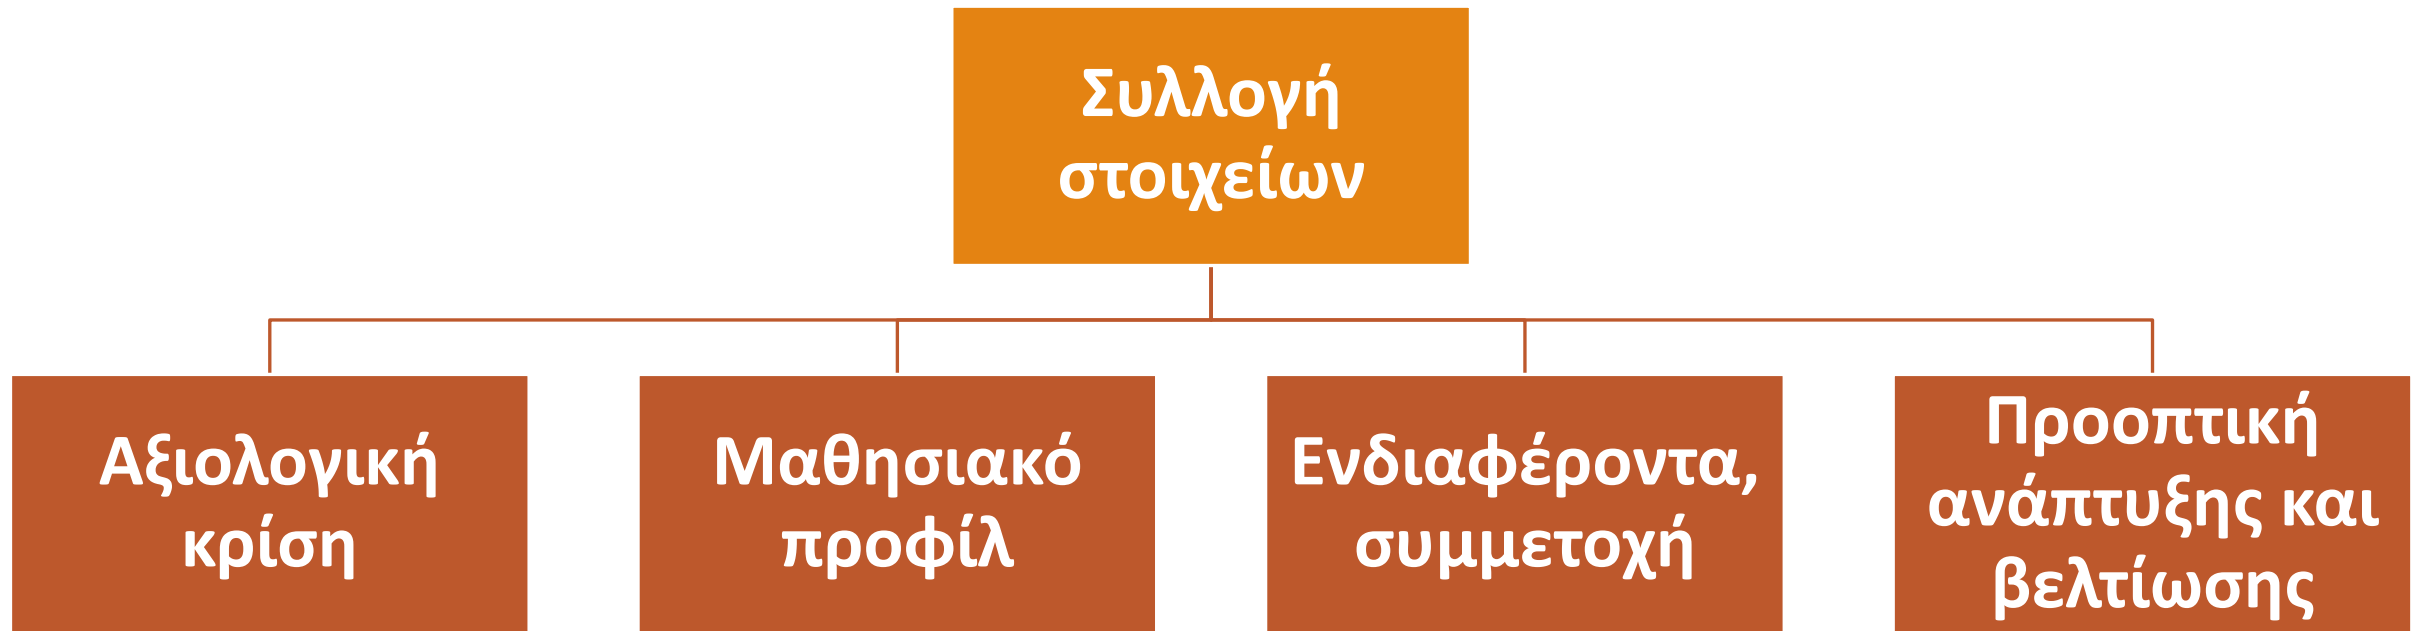 Συλλογή
στοιχείων
Αξιολογική
κρίση
Μαθησιακό
προφίλ
Ενδιαφέροντα,
συμμετοχή
Προοπτική
ανάπτυξης και
βελτίωσης